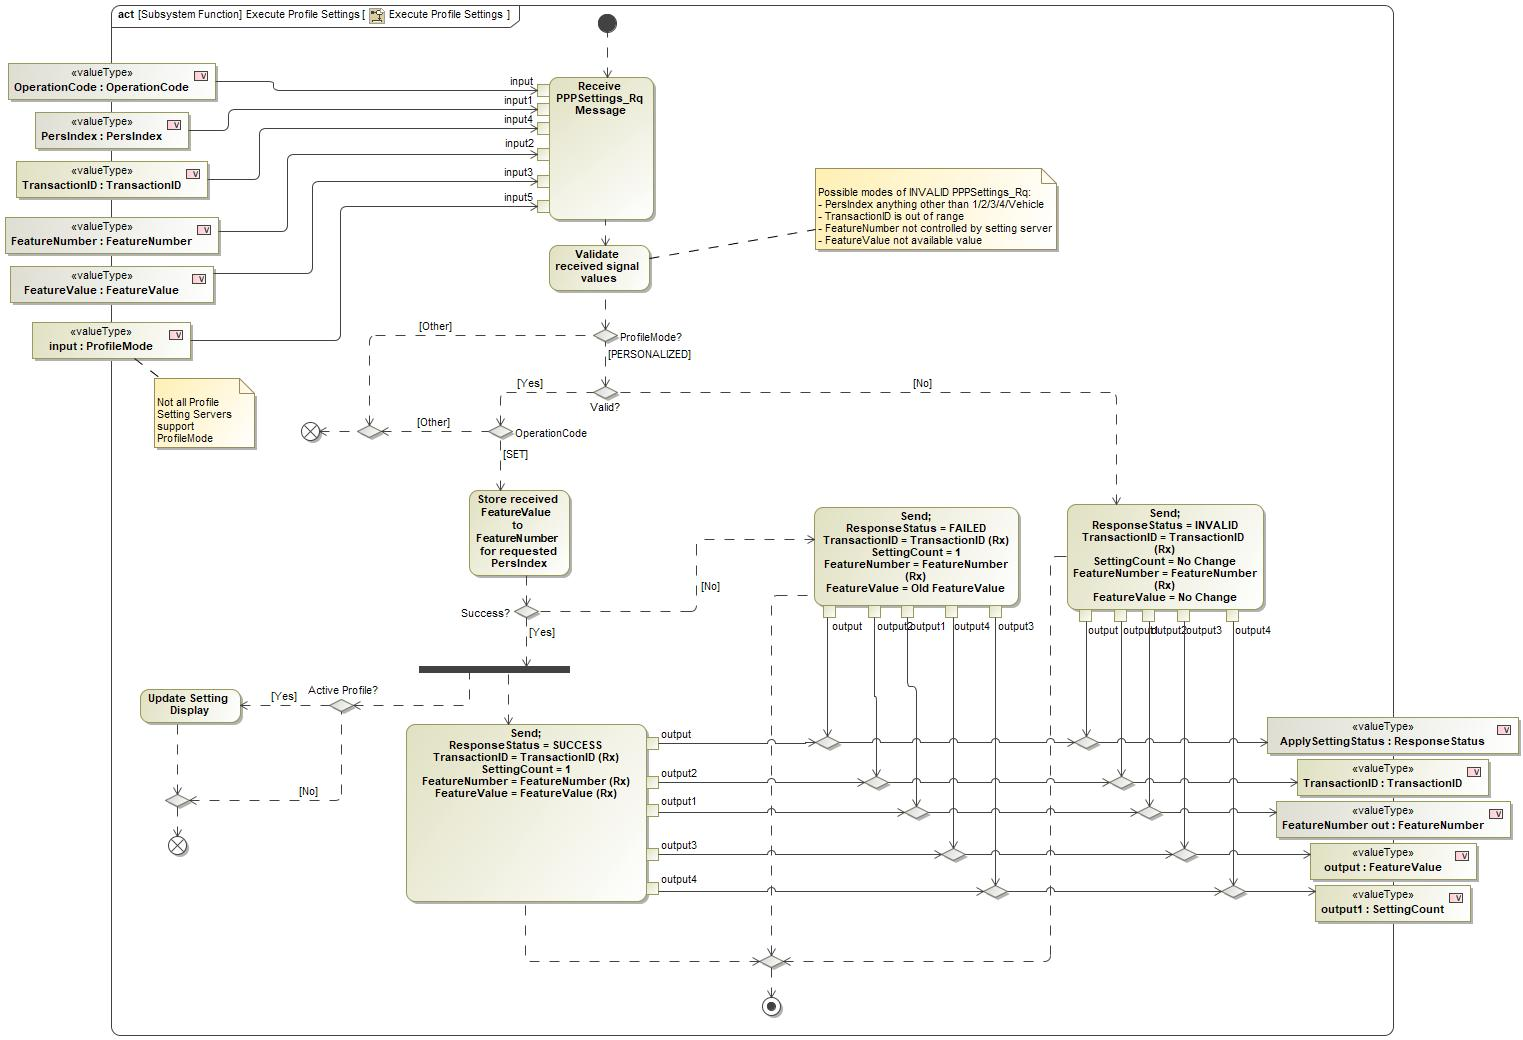 act [Subsystem Function] Execute Profile Settings [ Execute Profile Settings ]
«valueType»
OperationCode : OperationCode
«valueType»
PersIndex : PersIndex
«valueType»
TransactionID : TransactionID
«valueType»
FeatureNumber : FeatureNumber
«valueType»
FeatureValue : FeatureValue
«valueType»
input : ProfileMode
V
V
V
V
V
V
Not all Profile
Setting Servers
support
ProfileMode
input
input1
input4
input2
input3
input5
Receive
PPPSettings_Rq
Message
Validate
received signal
values
Possible modes of INVALID PPPSettings_Rq:
- PersIndex anything other than 1/2/3/4/Vehicle
- TransactionID is out of range
- FeatureNumber not controlled by setting server
- FeatureValue not available value
[Other]
ProfileMode?
[PERSONALIZED]
[Yes]
[No]
Valid?
[Other]
OperationCode
[SET]
Store received
FeatureValue
to
FeatureNumber
for requested
PersIndex
Success?
[No]
[Yes]
Send;
ResponseStatus = FAILED
TransactionID = TransactionID (Rx)
SettingCount = 1
FeatureNumber = FeatureNumber
(Rx)
FeatureValue = Old FeatureValue
output
output2
output1
output4
output3
Send;
ResponseStatus = INVALID
TransactionID = TransactionID
(Rx)
SettingCount = No Change
FeatureNumber = FeatureNumber
(Rx)
FeatureValue = No Change
output
output1
output2
output3
output4
Update Setting
Display
[Yes]
Active Profile?
[No]
Send;
ResponseStatus = SUCCESS
TransactionID = TransactionID (Rx)
SettingCount = 1
FeatureNumber = FeatureNumber (Rx)
FeatureValue = FeatureValue (Rx)
output
output2
output1
output3
output4
«valueType»
ApplySettingStatus : ResponseStatus
«valueType»
TransactionID : TransactionID
«valueType»
FeatureNumber out : FeatureNumber
«valueType»
output : FeatureValue
«valueType»
output1 : SettingCount
V
V
V
V
V